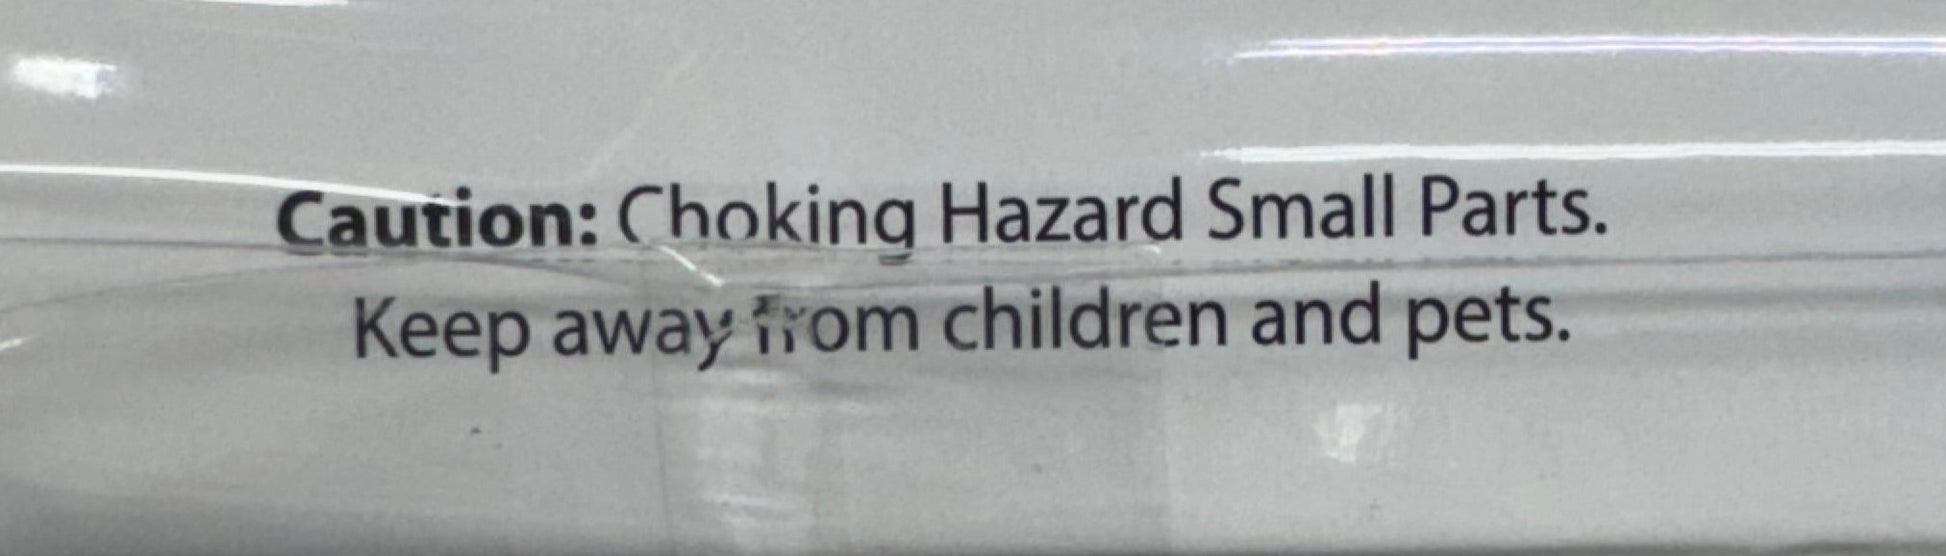 Caution: Choking Hazard Small Parts.
Keep away from children and pets.